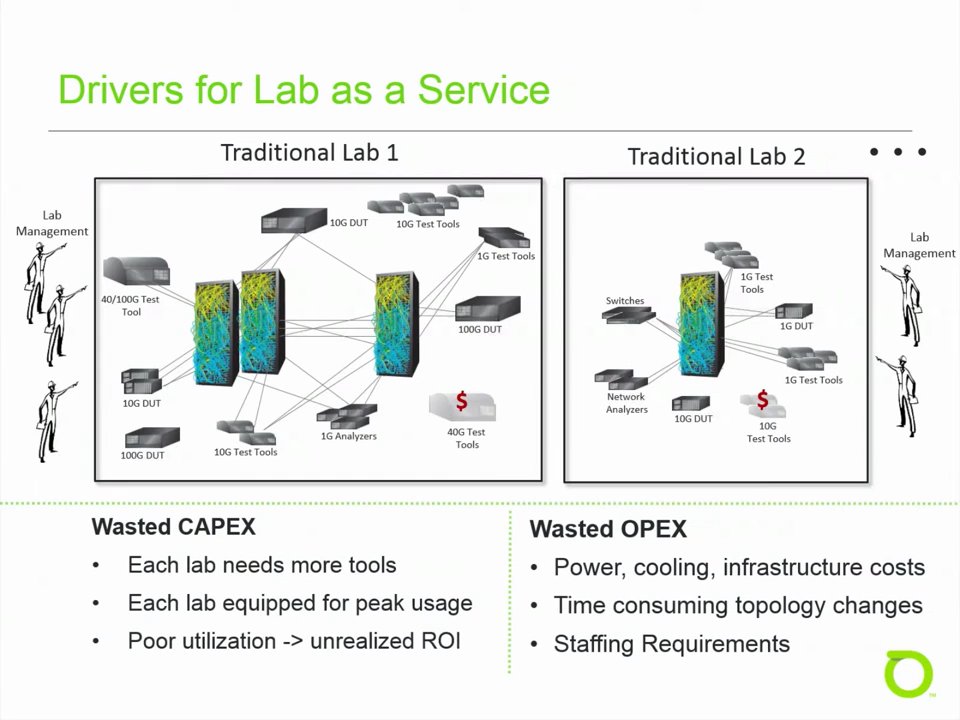 Drivers for Lab as a Service
Traditional Lab 1
Traditional Lab 2
• • •
Lab
Management
10G DUT
10G Test Tools
1G Test Tools
40/100G Test
Tool
100G DUT
10G DUT
100G DUT
10G Test Tools
1G Analyzers
$
40G Test
Tools
Switches
1G Test
Tools
1G DUT
1G Test Tools
Network
Analyzers
10G DUT
$
10G
Test Tools
Lab
Management
Wasted CAPEX
• Each lab needs more tools
• Each lab equipped for peak usage
• Poor utilization -> unrealized ROI
Wasted OPEX
• Power, cooling, infrastructure costs
• Time consuming topology changes
• Staffing Requirements
™